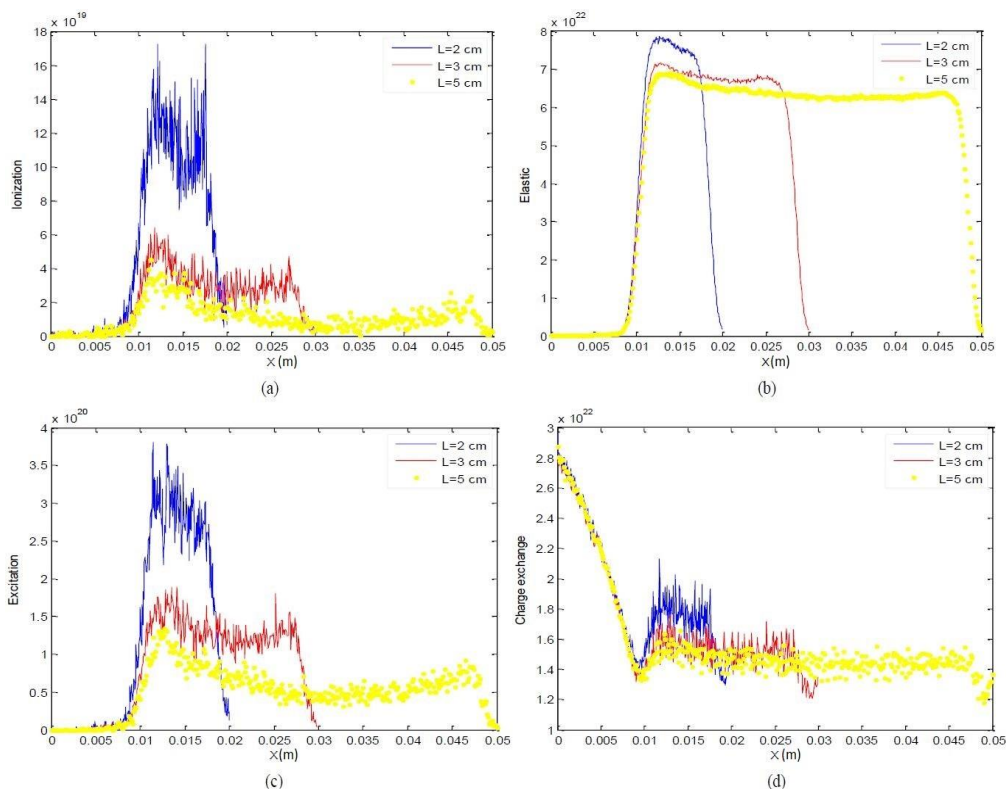 × 10^19
18
16
14
12
10
8
6
4
2
0
Ionization
0 0.005 0.01 0.015 0.02 0.025 0.03 0.035 0.04 0.045 0.05
X (m)
L=2 cm
L=3 cm
L=5 cm
(a)
× 10^22
8
7
6
5
4
3
2
1
0
Elastic
0 0.005 0.01 0.015 0.02 0.025 0.03 0.035 0.04 0.045 0.05
X (m)
L=2 cm
L=3 cm
L=5 cm
(b)
× 10^20
4
3.5
3
2.5
2
1.5
1
0.5
0
Excitation
0 0.005 0.01 0.015 0.02 0.025 0.03 0.035 0.04 0.045 0.05
X (m)
L=2 cm
L=3 cm
L=5 cm
(c)
× 10^22
3
2.6
2.2
1.8
1.6
1.4
1.2
1
Charge exchange
0 0.005 0.01 0.015 0.02 0.025 0.03 0.035 0.04 0.045 0.05
X (m)
L=2 cm
L=3 cm
L=5 cm
(d)